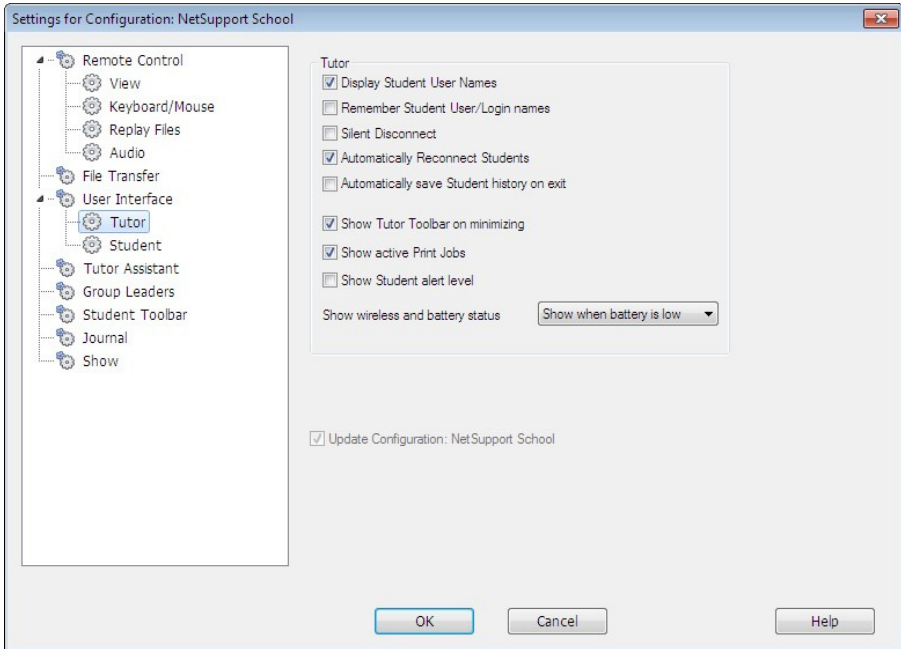 Settings for Configuration: NetSupport School
Remote Control
View
Keyboard/Mouse
Replay Files
Audio
File Transfer
User Interface
Tutor
Student
Tutor Assistant
Group Leaders
Student Toolbar
Journal
Show
Tutor
Display Student User Names
Remember Student User/Login names
Silent Disconnect
Automatically Reconnect Students
Automatically save Student history on exit
Show Tutor Toolbar on minimizing
Show active Print Jobs
Show Student alert level
Show wireless and battery status Show when battery is low
Update Configuration: NetSupport School
OK Cancel Help